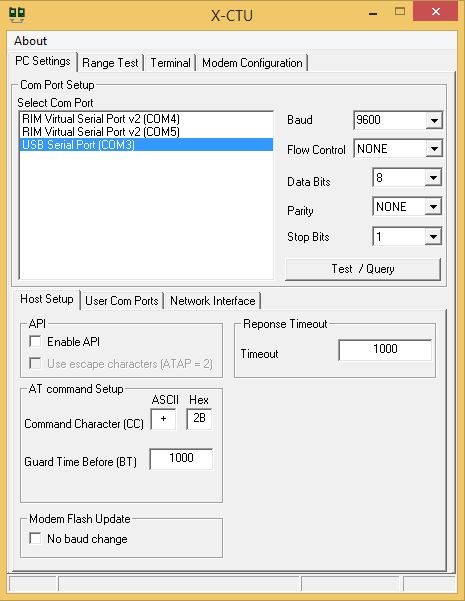 X-CTU
About
PC Settings Range Test Terminal Modem Configuration
Com Port Setup
Select Com Port
RIM Virtual Serial Port v2 (COM4)
RIM Virtual Serial Port v2 (COM5)
USB Serial Port (COM3)
Baud 9600
Flow Control NONE
Data Bits 8
Parity NONE
Stop Bits 1
Test / Query
Host Setup User Com Ports Network Interface
API
Enable API
Use escape characters (ATAP = 2)
Reponse Timeout
Timeout 1000
AT command Setup
ASCII Hex
Command Character (CC) + 2B
Guard Time Before (BT) 1000
Modem Flash Update
No baud change